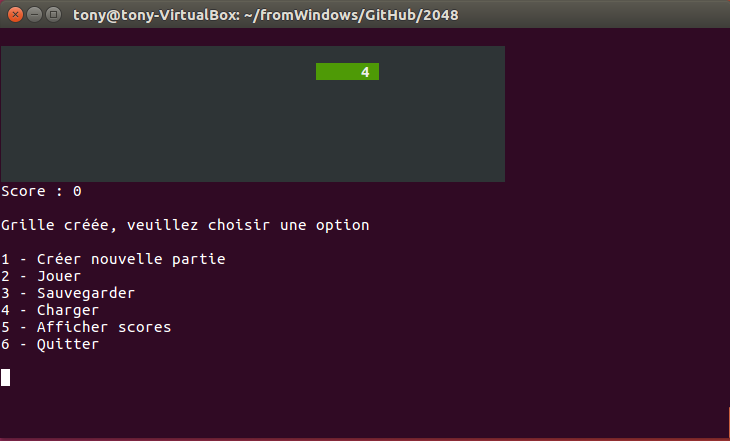 tony@tony-VirtualBox: ~/fromWindows/GitHub/2048
4
Score : 0
Grille créée, veuillez choisir une option
1 - Créer nouvelle partie
2 - Jouer
3 - Sauvegarder
4 - Charger
5 - Afficher scores
6 - Quitter